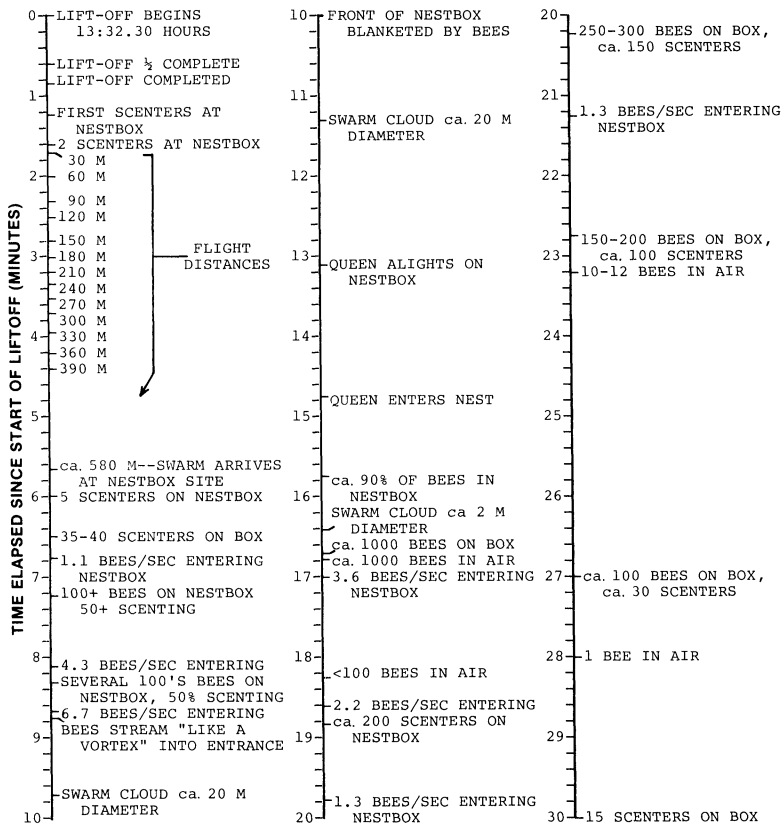 TIME ELAPSED SINCE START OF LIFTOFF (MINUTES)
0 LIFT-OFF BEGINS
13:32.30 HOURS
LIFT-OFF ½ COMPLETE
LIFT-OFF COMPLETED
1
FIRST SCENTERS AT
NESTBOX
2 SCENTERS AT NESTBOX
30 M
2 60 M
90 M
120 M
150 M
3 180 M
210 M
240 M
270 M
300 M
4 330 M
360 M
390 M
FLIGHT
DISTANCES
5
ca. 580 M--SWARM ARRIVES
AT NESTBOX SITE
6 5 SCENTERS ON NESTBOX
35-40 SCENTERS ON BOX
1.1 BEES/SEC ENTERING
7 NESTBOX
100+ BEES ON NESTBOX
50+ SCENTING
8
4.3 BEES/SEC ENTERING
SEVERAL 100'S BEES ON
NESTBOX, 50% SCENTING
6.7 BEES/SEC ENTERING
BEES STREAM "LIKE A
9 VORTEX" INTO ENTRANCE
SWARM CLOUD ca. 20 M
10 DIAMETER
10 FRONT OF NESTBOX
BLANKETED BY BEES
11
SWARM CLOUD ca. 20 M
DIAMETER
12
13
QUEEN ALIGHTS ON
NESTBOX
14
QUEEN ENTERS NEST
15
ca. 90% OF BEES IN
16 NESTBOX
SWARM CLOUD ca 2 M
DIAMETER
ca. 1000 BEES ON BOX
ca. 1000 BEES IN AIR
17 3.6 BEES/SEC ENTERING
NESTBOX
18
<100 BEES IN AIR
2.2 BEES/SEC ENTERING
ca. 200 SCENTERS ON
19 NESTBOX
1.3 BEES/SEC ENTERING
20 NESTBOX
20
250-300 BEES ON BOX,
ca. 150 SCENTERS
21
1.3 BEES/SEC ENTERING
NESTBOX
22
150-200 BEES ON BOX,
23 ca. 100 SCENTERS
10-12 BEES IN AIR
24
25
26
27 ca. 100 BEES ON BOX,
ca. 30 SCENTERS
28 1 BEE IN AIR
29
30 15 SCENTERS ON BOX